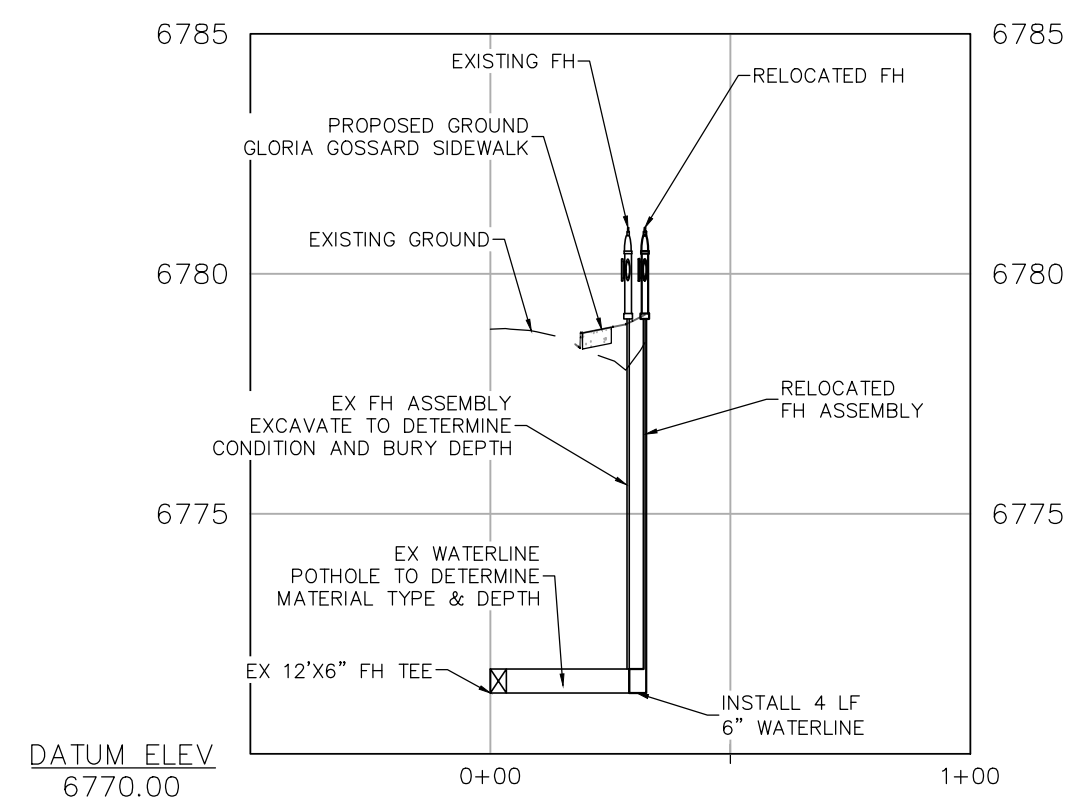 6785
6785
EXISTING FH
RELOCATED FH
PROPOSED GROUND
GLORIA GOSSARD SIDEWALK
EXISTING GROUND
6780
6780
RELOCATED
FH ASSEMBLY
EX FH ASSEMBLY
EXCAVATE TO DETERMINE
CONDITION AND BURY DEPTH
6775
6775
EX WATERLINE
POTHOLE TO DETERMINE
MATERIAL TYPE & DEPTH
EX 12'X6" FH TEE
INSTALL 4 LF
6" WATERLINE
DATUM ELEV
6770.00
0+00
1+00